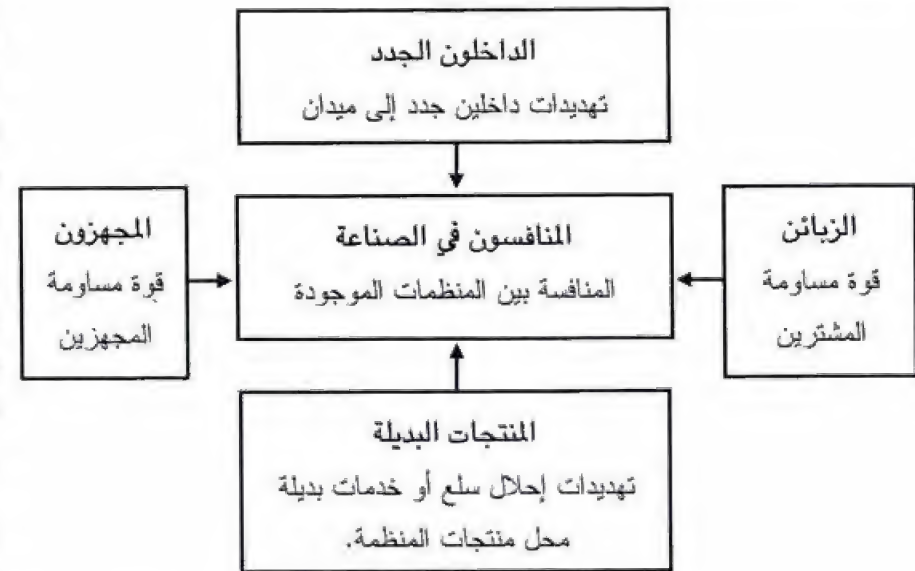 الداخلون الجدد
تهديدات داخلين جدد إلى ميدان
الزبائن
قوة مساومة
المشترين
المنافسون في الصناعة
المنافسة بين المنظمات الموجودة
المجهزون
قوة مساومة
المجهزين
المنتجات البديلة
تهديدات إحلال سلع أو خدمات بديلة
محل منتجات المنظمة.